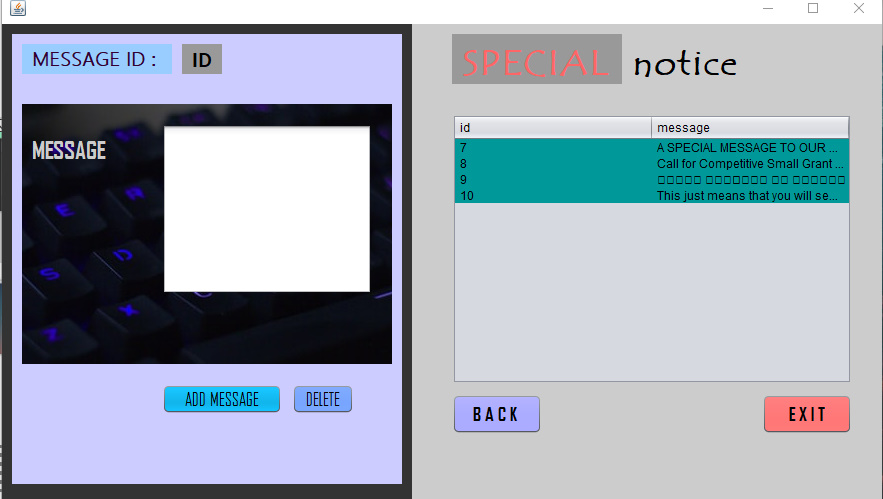 MESSAGE ID :
ID
MESSAGE
ADD MESSAGE
DELETE
SPECIAL notice
id message
7 A SPECIAL MESSAGE TO OUR ...
8 Call for Competitive Small Grant ...
9
10 This just means that you will se...
BACK
EXIT